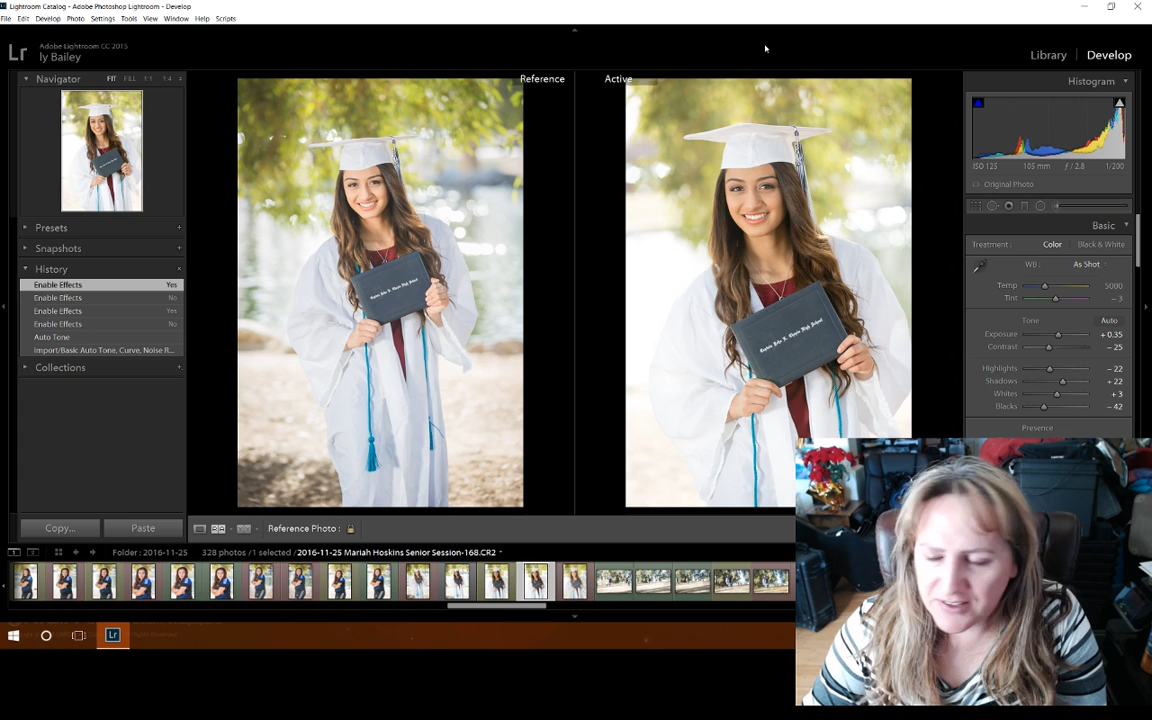 Lightroom Catalog - Adobe Photoshop Lightroom - Develop
File Edit Develop Photo Settings Tools View Window Help Scripts
Lr Adobe Lightroom CC 2015
ly Bailey
Library | Develop
Navigator FIT FILL 1:1 1:4
Reference Active
Histogram
ISO 125 105 mm ƒ / 2.8 1/200
Original Photo
Presets +
Snapshots +
History ×
Enable Effects Yes
Enable Effects No
Enable Effects Yes
Enable Effects No
Auto Tone
Import/Basic Auto Tone, Curve, Noise R...
Collections +
Basic
Treatment : Color Black & White
WB : As Shot
Temp 5000
Tint – 3
Tone Auto
Exposure + 0.35
Contrast – 25
Highlights – 22
Shadows + 22
Whites + 3
Blacks – 42
Presence
Copy... Paste
Reference Photo :
1 2 Folder : 2016-11-25 328 photos / 1 selected / 2016-11-25 Mariah Hoskins Senior Session-168.CR2
Lr